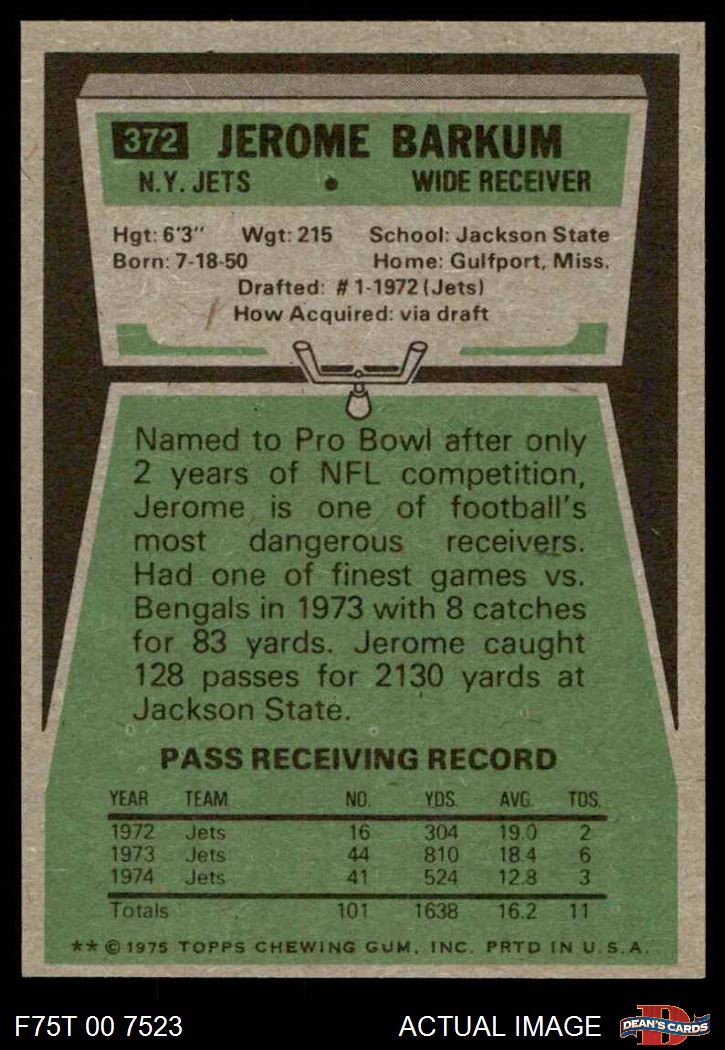 372 JEROME BARKUM
N.Y. JETS • WIDE RECEIVER
Hgt: 6'3" Wgt: 215 School: Jackson State
Born: 7-18-50 Home: Gulfport, Miss.
Drafted: #1-1972 (Jets)
How Acquired: via draft
Named to Pro Bowl after only
2 years of NFL competition,
Jerome is one of football's
most dangerous receivers.
Had one of finest games vs.
Bengals in 1973 with 8 catches
for 83 yards. Jerome caught
128 passes for 2130 yards at
Jackson State.
PASS RECEIVING RECORD
YEAR TEAM NO. YDS. AVG. TDS.
1972 Jets 16 304 19.0 2
1973 Jets 44 810 18.4 6
1974 Jets 41 524 12.8 3
Totals 101 1638 16.2 11
** © 1975 TOPPS CHEWING GUM, INC. PRTD IN U.S.A.
F75T 00 7523 ACTUAL IMAGE D DEAN'S CARDS